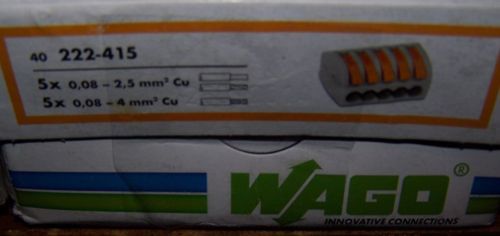 40 222-415
5x 0,08 – 2,5 mm² Cu
5x 0,08 – 4 mm² Cu
WAGO®
INNOVATIVE CONNECTIONS